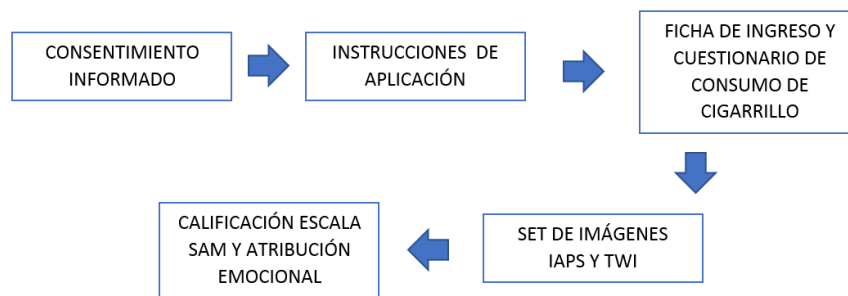 CONSENTIMIENTO
INFORMADO
INSTRUCCIONES DE
APLICACIÓN
FICHA DE INGRESO Y
CUESTIONARIO DE
CONSUMO DE
CIGARRILLO
SET DE IMÁGENES
IAPS Y TWI
CALIFICACIÓN ESCALA
SAM Y ATRIBUCIÓN
EMOCIONAL